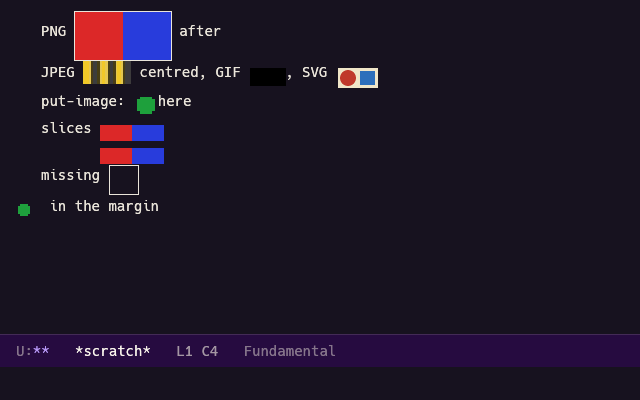 PNG after
JPEG centred, GIF , SVG
put-image: here
slices
missing
in the margin
U:** *scratch* L1 C4 Fundamental